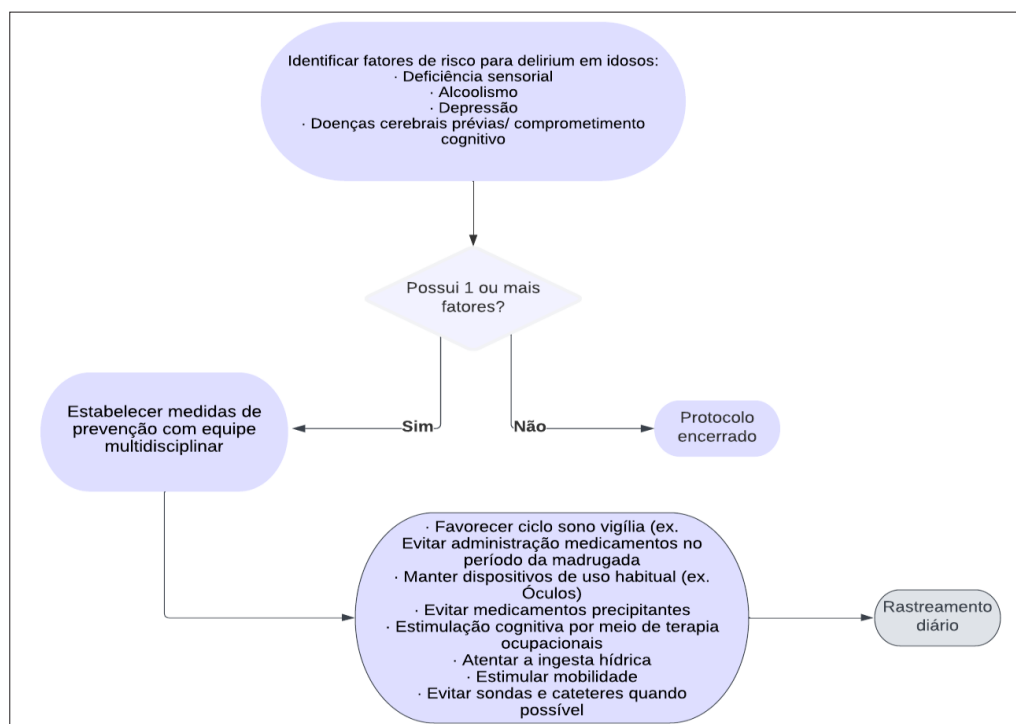 Identificar fatores de risco para delirium em idosos:
· Deficiência sensorial
· Alcoolismo
· Depressão
· Doenças cerebrais prévias/ comprometimento
cognitivo
Possui 1 ou mais
fatores?
Sim
Não
Estabelecer medidas de
prevenção com equipe
multidisciplinar
Protocolo
encerrado
· Favorecer ciclo sono vigília (ex.
Evitar administração medicamentos no
período da madrugada
· Manter dispositivos de uso habitual (ex.
Óculos)
· Evitar medicamentos precipitantes
· Estimulação cognitiva por meio de terapia
ocupacionais
· Atentar a ingesta hídrica
· Estimular mobilidade
· Evitar sondas e cateteres quando
possível
Rastreamento
diário